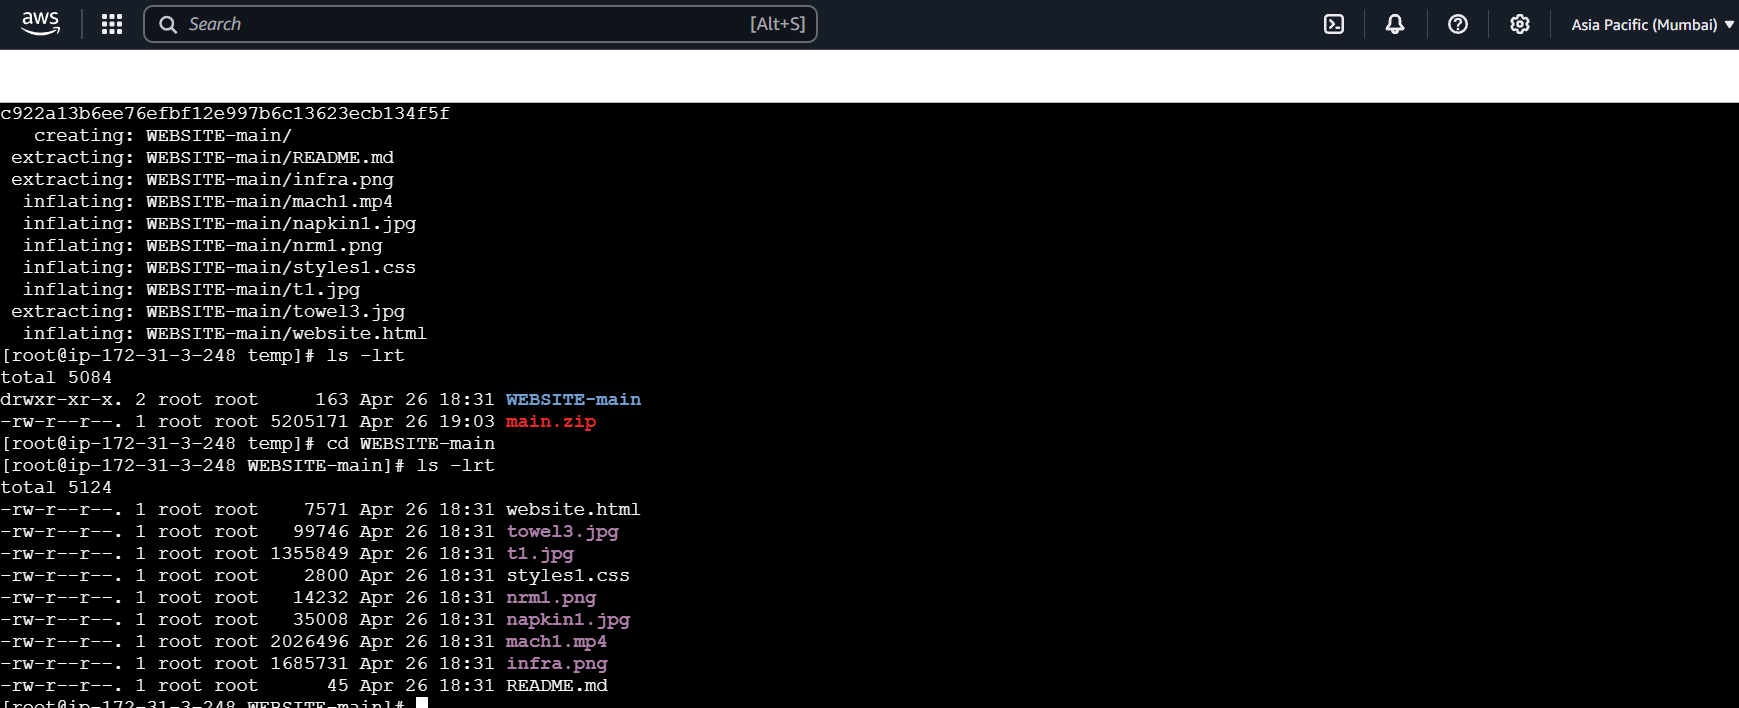 aws
Search [Alt+S]
Asia Pacific (Mumbai)
c922a13b6ee76efbf12e997b6c13623ecb134f5f
creating: WEBSITE-main/
extracting: WEBSITE-main/README.md
extracting: WEBSITE-main/infra.png
inflating: WEBSITE-main/mach1.mp4
inflating: WEBSITE-main/napkin1.jpg
inflating: WEBSITE-main/nrm1.png
inflating: WEBSITE-main/styles1.css
inflating: WEBSITE-main/t1.jpg
extracting: WEBSITE-main/towel3.jpg
inflating: WEBSITE-main/website.html
[root@ip-172-31-3-248 temp]# ls -lrt
total 5084
drwxr-xr-x. 2 root root     163 Apr 26 18:31 WEBSITE-main
-rw-r--r--. 1 root root 5205171 Apr 26 19:03 main.zip
[root@ip-172-31-3-248 temp]# cd WEBSITE-main
[root@ip-172-31-3-248 WEBSITE-main]# ls -lrt
total 5124
-rw-r--r--. 1 root root    7571 Apr 26 18:31 website.html
-rw-r--r--. 1 root root   99746 Apr 26 18:31 towel3.jpg
-rw-r--r--. 1 root root 1355849 Apr 26 18:31 t1.jpg
-rw-r--r--. 1 root root    2800 Apr 26 18:31 styles1.css
-rw-r--r--. 1 root root   14232 Apr 26 18:31 nrm1.png
-rw-r--r--. 1 root root   35008 Apr 26 18:31 napkin1.jpg
-rw-r--r--. 1 root root 2026496 Apr 26 18:31 mach1.mp4
-rw-r--r--. 1 root root 1685731 Apr 26 18:31 infra.png
-rw-r--r--. 1 root root      45 Apr 26 18:31 README.md
[root@ip-172-31-3-248 WEBSITE-main]#